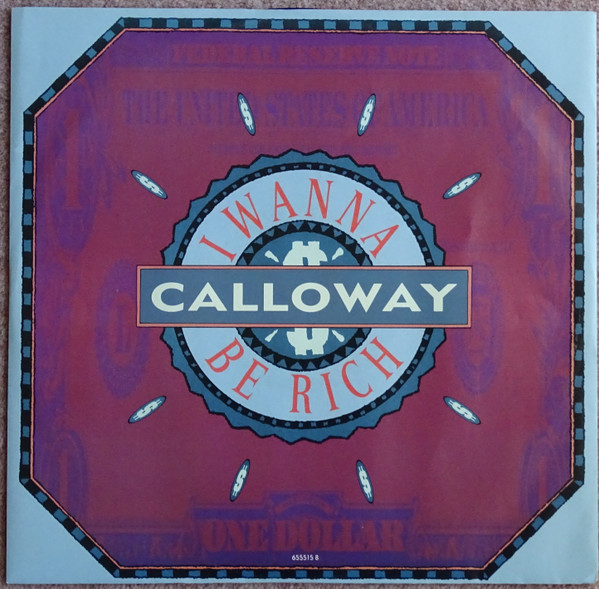 FEDERAL RESERVE NOTE
THE UNITED STATES OF AMERICA
I WANNA
CALLOWAY
BE RICH
ONE DOLLAR
655515 8